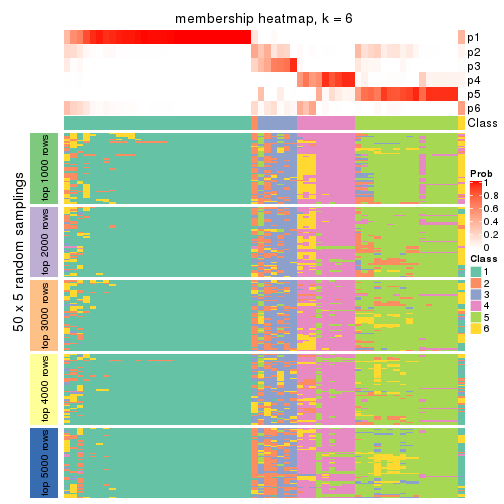 membership heatmap, k = 6
p1
p2
p3
p4
p5
p6
Class
50 x 5 random samplings
top 1000 rows
top 2000 rows
top 3000 rows
top 4000 rows
top 5000 rows
Prob
1
0.8
0.6
0.4
0.2
0
Class
1
2
3
4
5
6